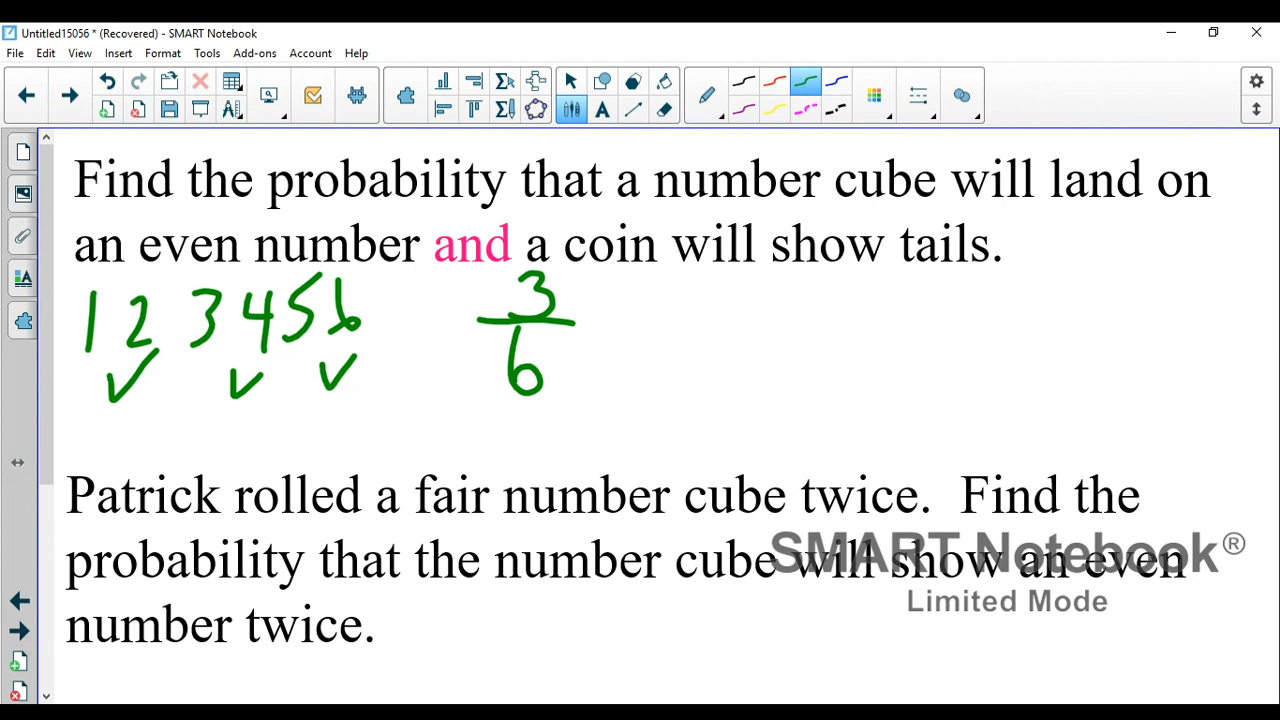 Untitled15056 * (Recovered) - SMART Notebook
File Edit View Insert Format Tools Add-ons Account Help
Find the probability that a number cube will land on
an even number and a coin will show tails.
1 2 3 4 5 6
3
6
Patrick rolled a fair number cube twice. Find the
probability that the number cube will show an even
number twice.
SMART Notebook®
Limited Mode